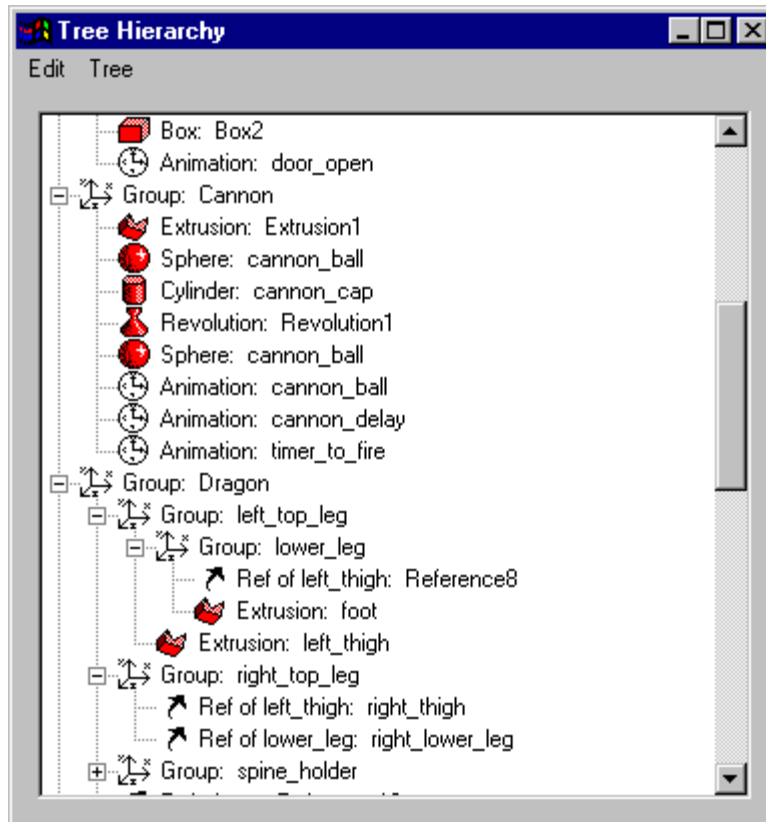 Tree Hierarchy
Edit Tree
Box: Box2
Animation: door_open
Group: Cannon
Extrusion: Extrusion1
Sphere: cannon_ball
Cylinder: cannon_cap
Revolution: Revolution1
Sphere: cannon_ball
Animation: cannon_ball
Animation: cannon_delay
Animation: timer_to_fire
Group: Dragon
Group: left_top_leg
Group: lower_leg
Ref of left_thigh: Reference8
Extrusion: foot
Extrusion: left_thigh
Group: right_top_leg
Ref of left_thigh: right_thigh
Ref of lower_leg: right_lower_leg
Group: spine_holder